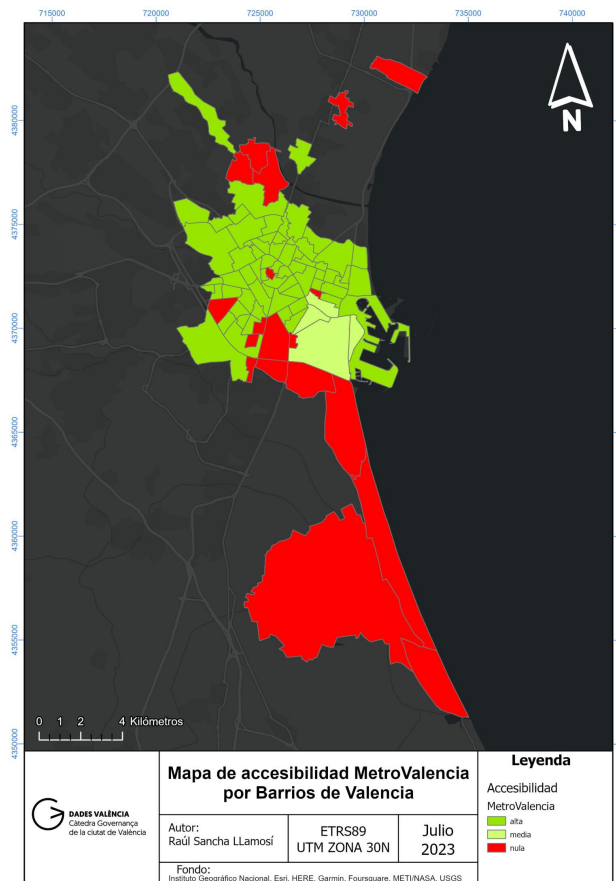 715000 720000 725000 730000 735000 740000
4380000
4375000
4370000
4365000
4360000
4355000
4350000
N
0 1 2 4 Kilómetros
DADES VALÈNCIA
Càtedra Governança
de la ciutat de València
Mapa de accesibilidad MetroValencia
por Barrios de Valencia
Autor:
Raúl Sancha LLamosí
ETRS89
UTM ZONA 30N
Julio
2023
Fondo:
Instituto Geográfico Nacional, Esri, HERE, Garmin, Foursquare, METI/NASA, USGS
Leyenda
Accesibilidad
MetroValencia
alta
media
nula